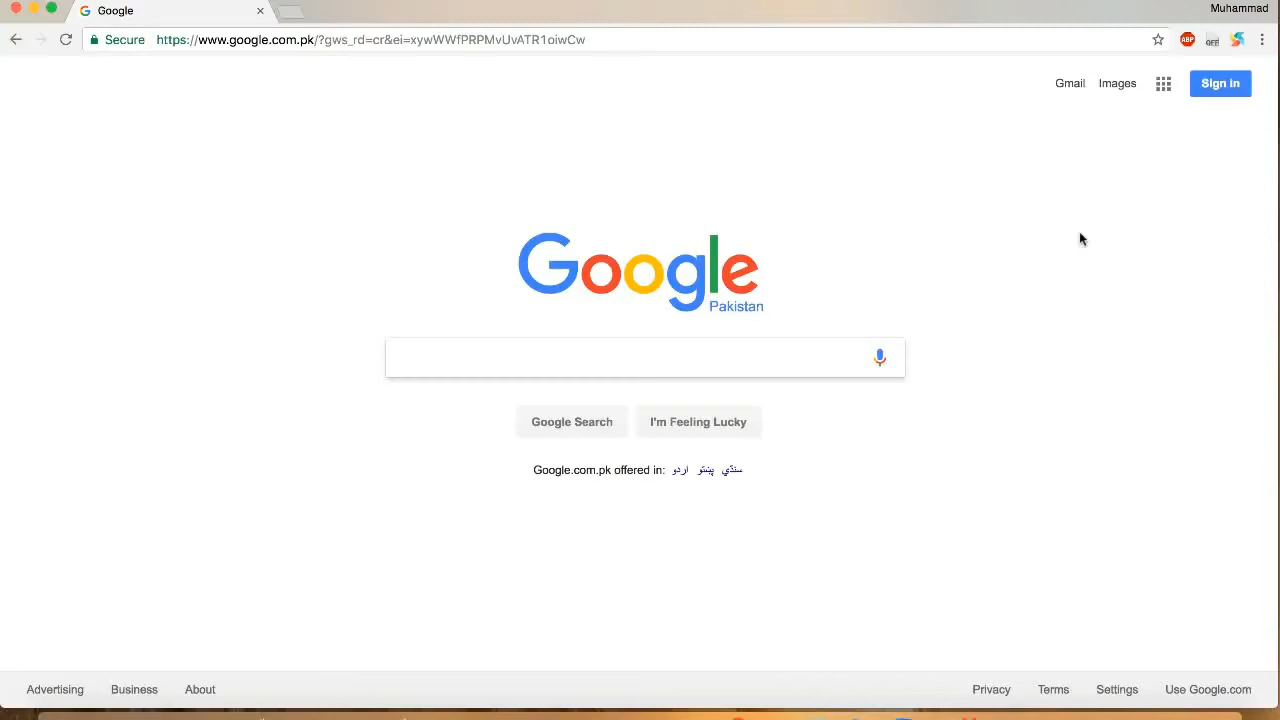 Google
Muhammad
Secure https://www.google.com.pk/?gws_rd=cr&ei=xywWWfPRPMvUvATR1oiwCw
ABP
OFF
Gmail Images Sign in
Google
Pakistan
Google Search I'm Feeling Lucky
Google.com.pk offered in: اردو پښتو سنڌي
Advertising Business About Privacy Terms Settings Use Google.com